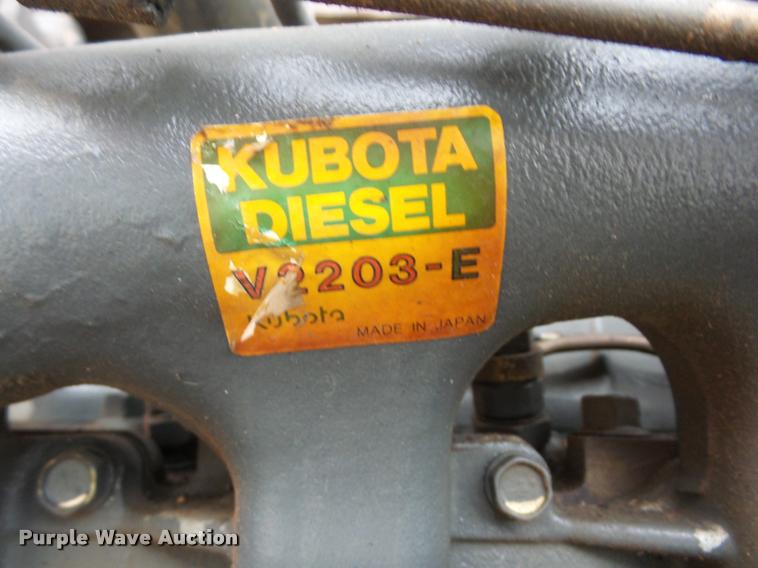 KUBOTA
DIESEL
V2203-E
Kubota
MADE IN JAPAN
Purple Wave Auction